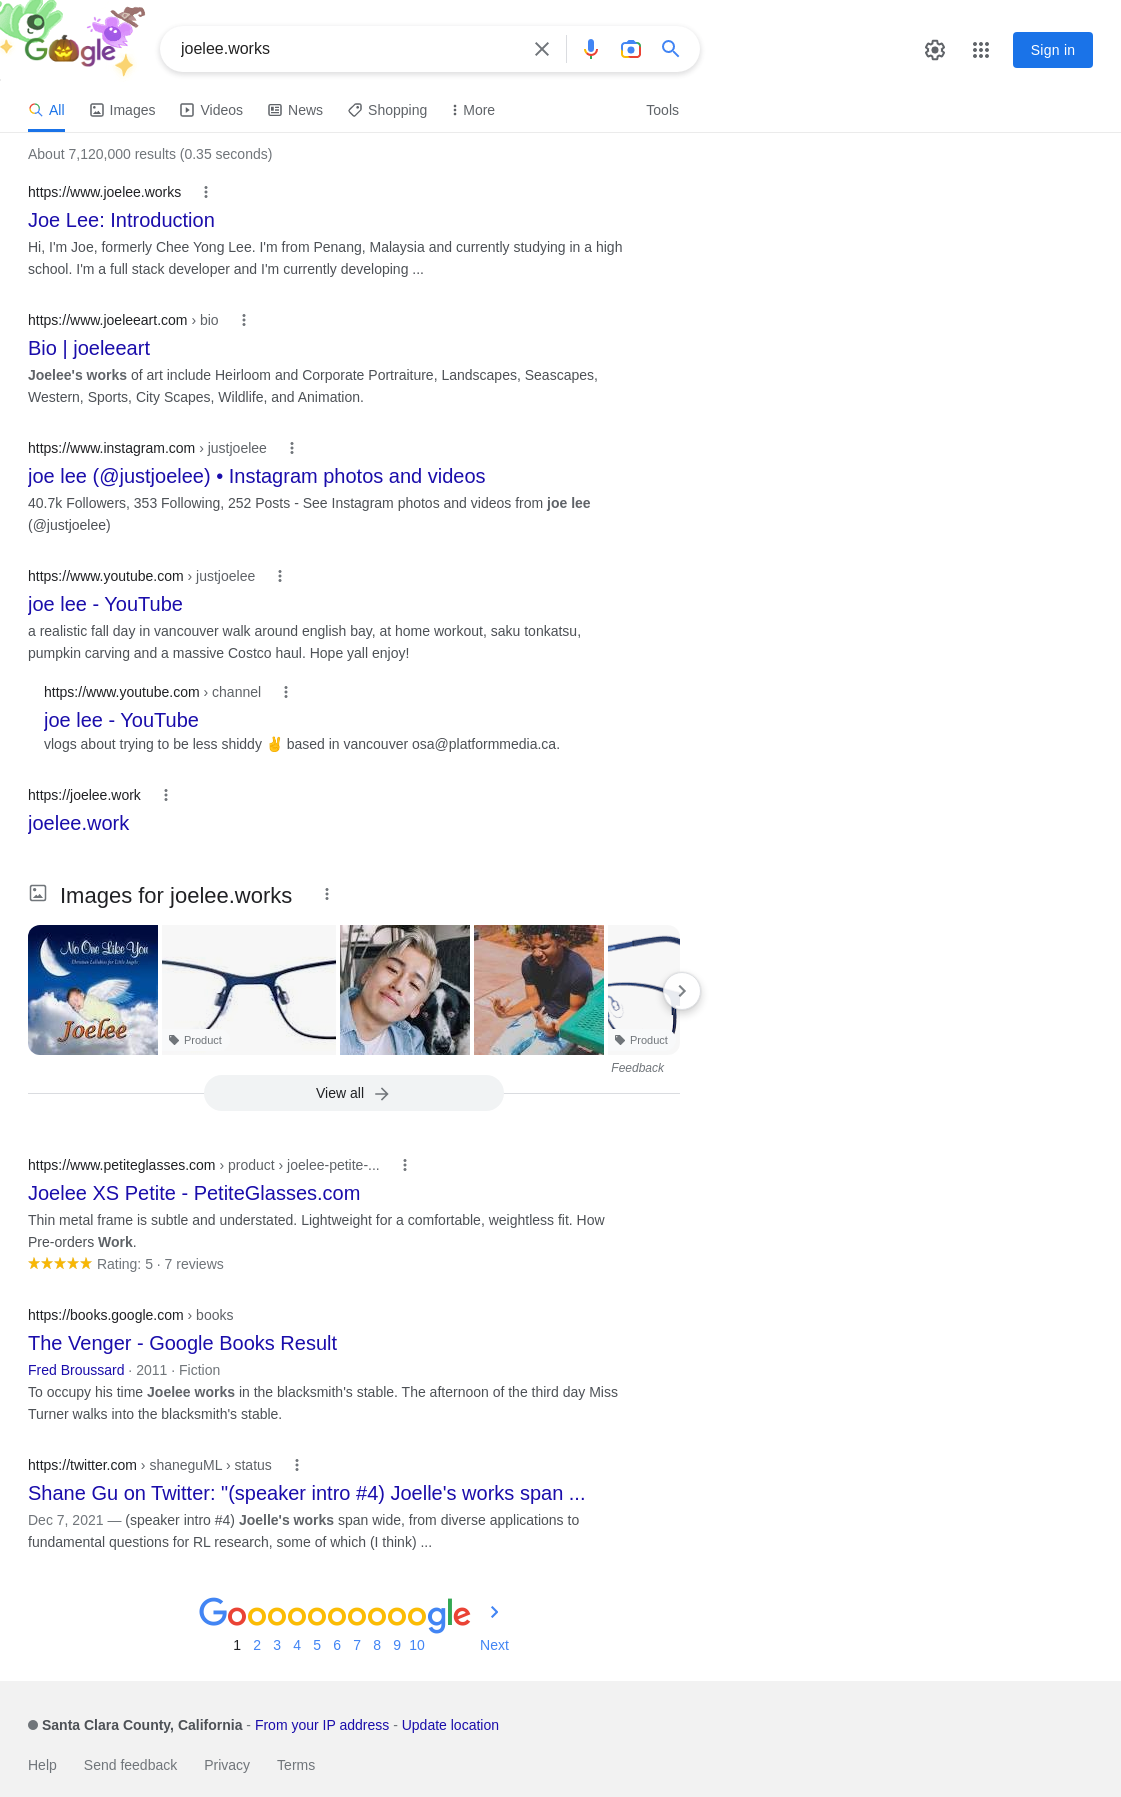 Google
joelee.works
Sign in
All Images Videos News Shopping More Tools
About 7,120,000 results (0.35 seconds)
https://www.joelee.works
Joe Lee: Introduction
Hi, I'm Joe, formerly Chee Yong Lee. I'm from Penang, Malaysia and currently studying in a high
school. I'm a full stack developer and I'm currently developing ...
https://www.joeleeart.com › bio
Bio | joeleeart
Joelee's works of art include Heirloom and Corporate Portraiture, Landscapes, Seascapes,
Western, Sports, City Scapes, Wildlife, and Animation.
https://www.instagram.com › justjoelee
joe lee (@justjoelee) • Instagram photos and videos
40.7k Followers, 353 Following, 252 Posts - See Instagram photos and videos from joe lee
(@justjoelee)
https://www.youtube.com › justjoelee
joe lee - YouTube
a realistic fall day in vancouver walk around english bay, at home workout, saku tonkatsu,
pumpkin carving and a massive Costco haul. Hope yall enjoy!
https://www.youtube.com › channel
joe lee - YouTube
vlogs about trying to be less shiddy ✌️ based in vancouver osa@platformmedia.ca.
https://joelee.work
joelee.work
Images for joelee.works
No One Like You
Christian Lullabies for Little Angels
Joelee
Product
Product
Feedback
View all
https://www.petiteglasses.com › product › joelee-petite-...
Joelee XS Petite - PetiteGlasses.com
Thin metal frame is subtle and understated. Lightweight for a comfortable, weightless fit. How
Pre-orders Work.
Rating: 5 · 7 reviews
https://books.google.com › books
The Venger - Google Books Result
Fred Broussard · 2011 · Fiction
To occupy his time Joelee works in the blacksmith's stable. The afternoon of the third day Miss
Turner walks into the blacksmith's stable.
https://twitter.com › shaneguML › status
Shane Gu on Twitter: "(speaker intro #4) Joelle's works span ...
Dec 7, 2021 — (speaker intro #4) Joelle's works span wide, from diverse applications to
fundamental questions for RL research, some of which (I think) ...
Goooooooooogle
1 2 3 4 5 6 7 8 9 10 Next
Santa Clara County, California - From your IP address - Update location
Help Send feedback Privacy Terms